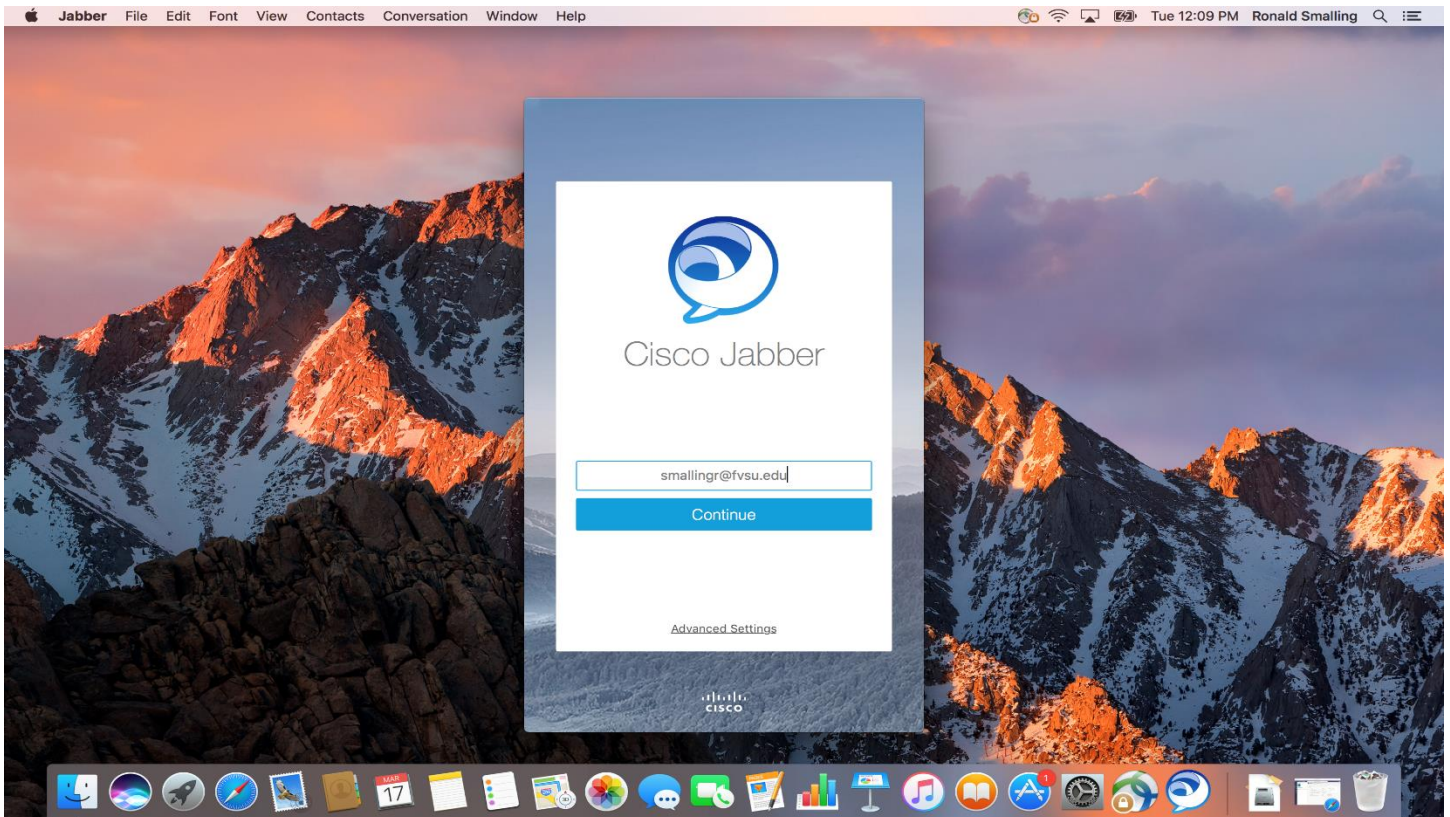 Jabber File Edit Font View Contacts Conversation Window Help Tue 12:09 PM Ronald Smalling
Cisco Jabber
smallingr@fvsu.edu
Continue
Advanced Settings
CISCO
MAR
17
1